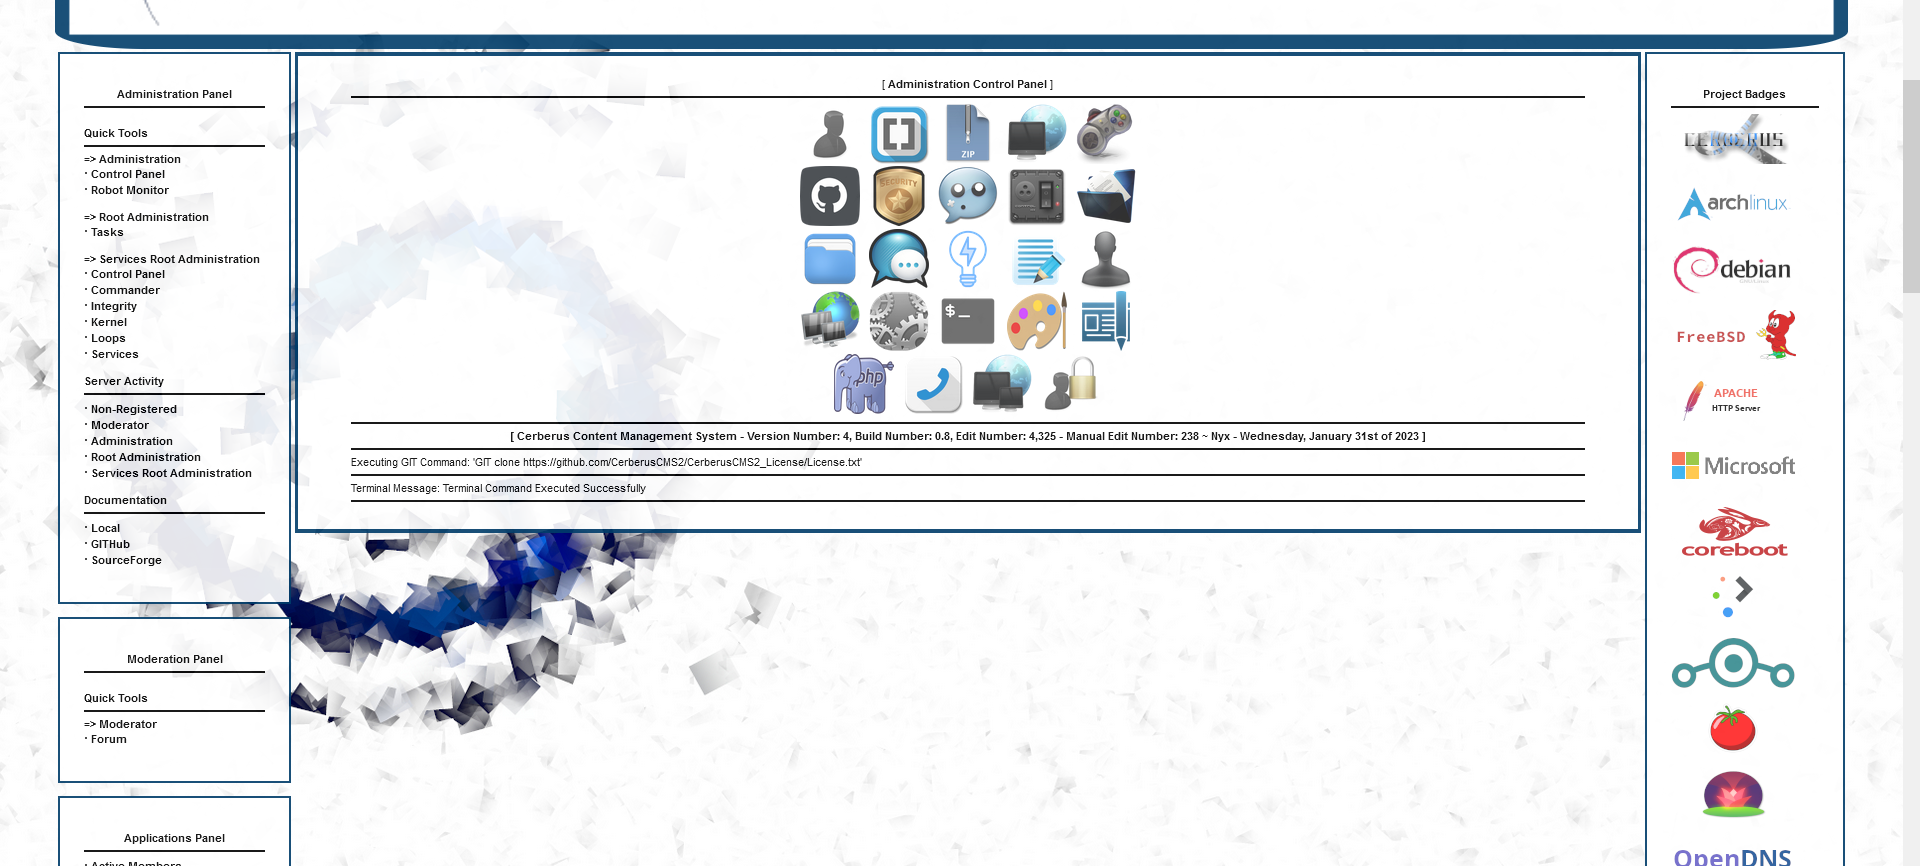 Administration Panel
Quick Tools
=> Administration
· Control Panel
· Robot Monitor
=> Root Administration
· Tasks
=> Services Root Administration
· Control Panel
· Commander
· Integrity
· Kernel
· Loops
· Services
Server Activity
· Non-Registered
· Moderator
· Administration
· Root Administration
· Services Root Administration
Documentation
· Local
· GITHub
· SourceForge
Moderation Panel
Quick Tools
=> Moderator
· Forum
Applications Panel
· Active Members
[ Administration Control Panel ]
ZIP
SECURITY
$_
php
[ Cerberus Content Management System - Version Number: 4, Build Number: 0.8, Edit Number: 4,325 - Manual Edit Number: 238 ~ Nyx - Wednesday, January 31st of 2023 ]
Executing GIT Command: 'GIT clone https://github.com/CerberusCMS2/CerberusCMS2_License/License.txt'
Terminal Message: Terminal Command Executed Successfully
Project Badges
CERBERUS
archlinux
debian
FreeBSD
APACHE
HTTP Server
Microsoft
coreboot
OpenDNS